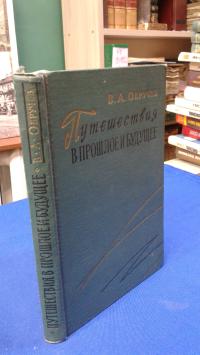 В. А. ОБРУЧЕВ
Путешествия
В ПРОШЛОЕ И БУДУЩЕЕ
ПУТЕШЕСТВИЯ В ПРОШЛОЕ И БУДУЩЕЕ • В. А. ОБРУЧЕВ